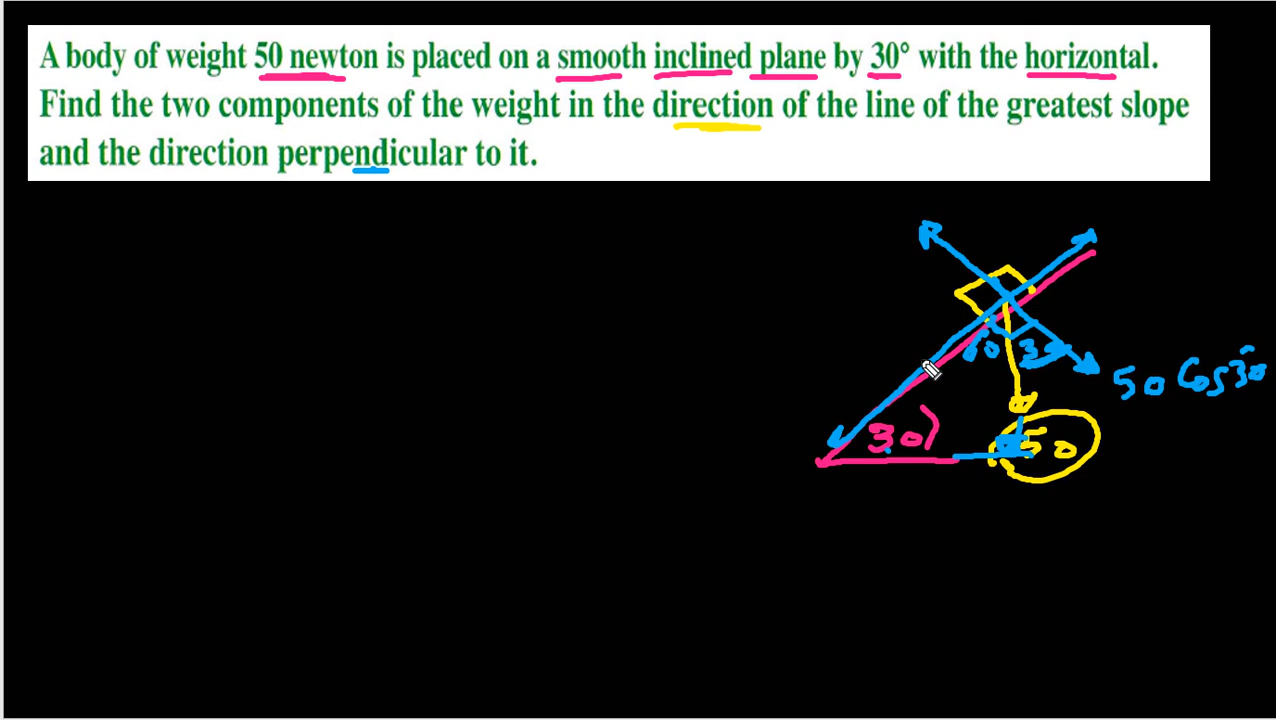 A body of weight 50 newton is placed on a smooth inclined plane by 30° with the horizontal.
Find the two components of the weight in the direction of the line of the greatest slope
and the direction perpendicular to it.
60 30
50 Cos30
30
50